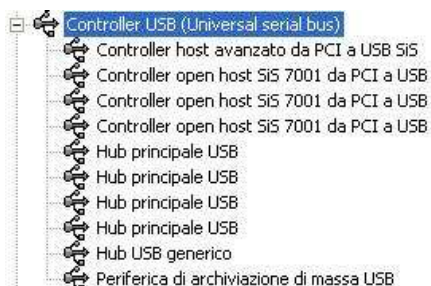 Controller USB (Universal serial bus)
Controller host avanzato da PCI a USB SiS
Controller open host SiS 7001 da PCI a USB
Controller open host SiS 7001 da PCI a USB
Controller open host SiS 7001 da PCI a USB
Hub principale USB
Hub principale USB
Hub principale USB
Hub principale USB
Hub USB generico
Periferica di archiviazione di massa USB